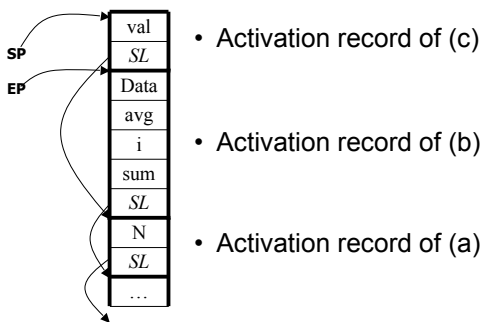 val
SP
SL
• Activation record of (c)
EP
Data
avg
i
• Activation record of (b)
sum
SL
N
• Activation record of (a)
SL
…